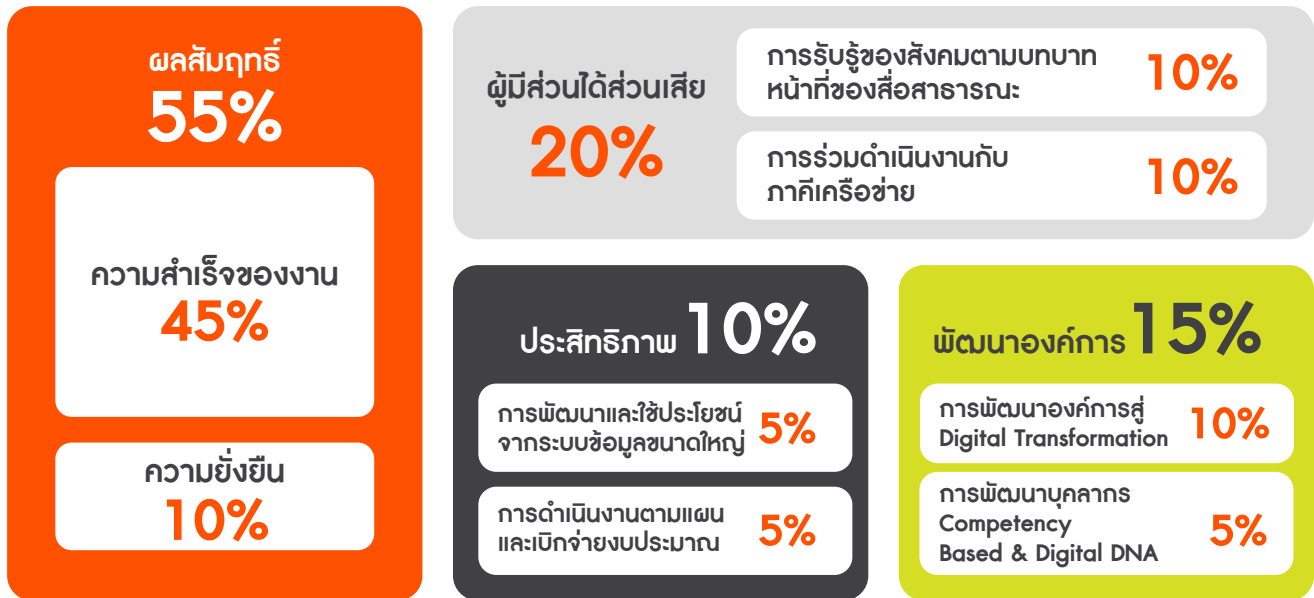 ผลสัมฤทธิ์
55%
ความสำเร็จของงาน
45%
ความยั่งยืน
10%
ผู้มีส่วนได้ส่วนเสีย
20%
การรับรู้ของสังคมตามบทบาท
หน้าที่ของสื่อสาธารณะ
10%
การร่วมดำเนินงานกับ
ภาคีเครือข่าย
10%
ประสิทธิภาพ 10%
การพัฒนาและใช้ประโยชน์
จากระบบข้อมูลขนาดใหญ่
5%
การดำเนินงานตามแผน
และเบิกจ่ายงบประมาณ
5%
พัฒนาองค์การ 15%
การพัฒนาองค์การสู่
Digital Transformation
10%
การพัฒนาบุคลากร
Competency
Based & Digital DNA
5%